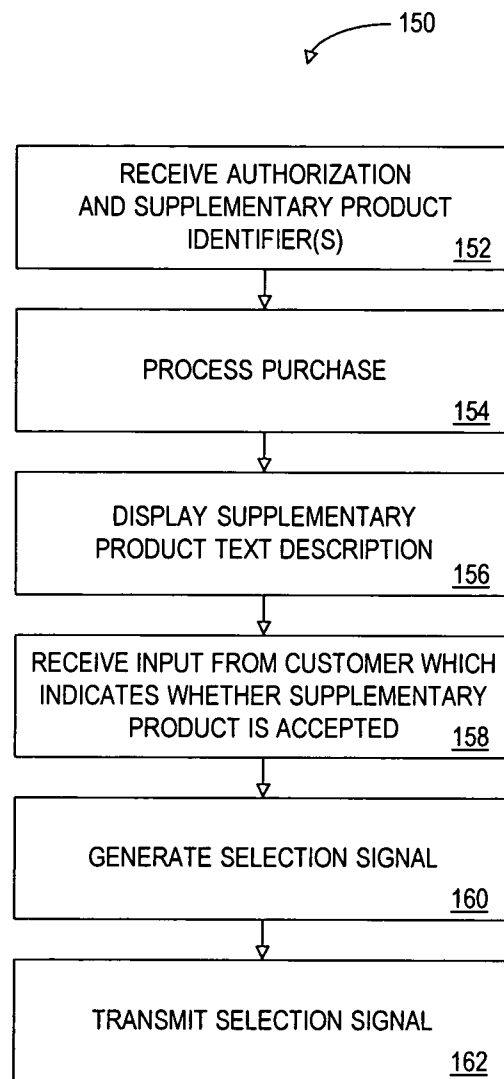 150
RECEIVE AUTHORIZATION
AND SUPPLEMENTARY PRODUCT
IDENTIFIER(S)
152
PROCESS PURCHASE
154
DISPLAY SUPPLEMENTARY
PRODUCT TEXT DESCRIPTION
156
RECEIVE INPUT FROM CUSTOMER WHICH
INDICATES WHETHER SUPPLEMENTARY
PRODUCT IS ACCEPTED
158
GENERATE SELECTION SIGNAL
160
TRANSMIT SELECTION SIGNAL
162